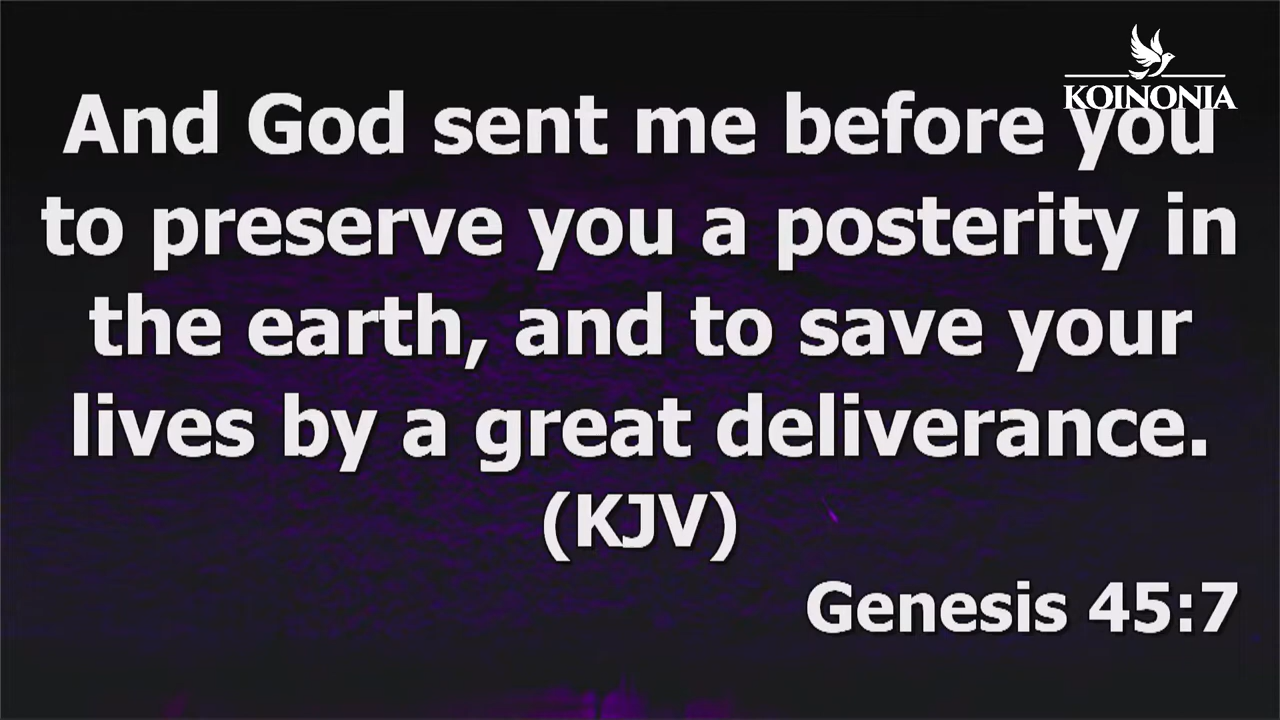 KOINONIA
And God sent me before you
to preserve you a posterity in
the earth, and to save your
lives by a great deliverance.
(KJV)
Genesis 45:7